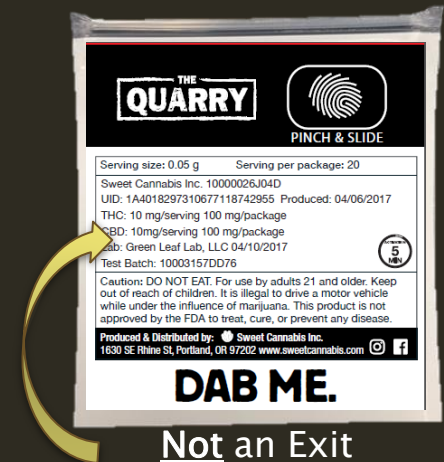 THE
QUARRY
PINCH & SLIDE
Serving size: 0.05 g Serving per package: 20
Sweet Cannabis Inc. 10000026J04D
UID: 1A4018297310677118742955 Produced: 04/06/2017
THC: 10 mg/serving 100 mg/package
CBD: 10mg/serving 100 mg/package
Lab: Green Leaf Lab, LLC 04/10/2017
Test Batch: 10003157DD76
5
MIN
Caution: DO NOT EAT. For use by adults 21 and older. Keep
out of reach of children. It is illegal to drive a motor vehicle
while under the influence of marijuana. This product is not
approved by the FDA to treat, cure, or prevent any disease.
Produced & Distributed by: Sweet Cannabis Inc.
1630 SE Rhine St, Portland, OR 97202 www.sweetcannabis.com
DAB ME.
Not an Exit